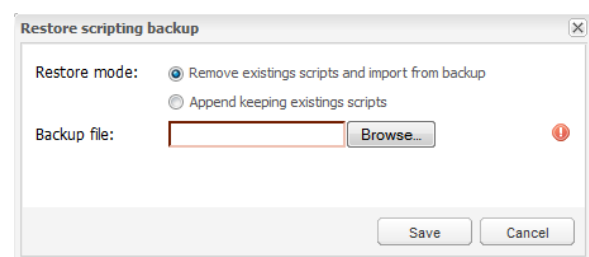 Restore scripting backup
Restore mode: Remove existings scripts and import from backup
Append keeping existings scripts
Backup file: Browse...
Save Cancel